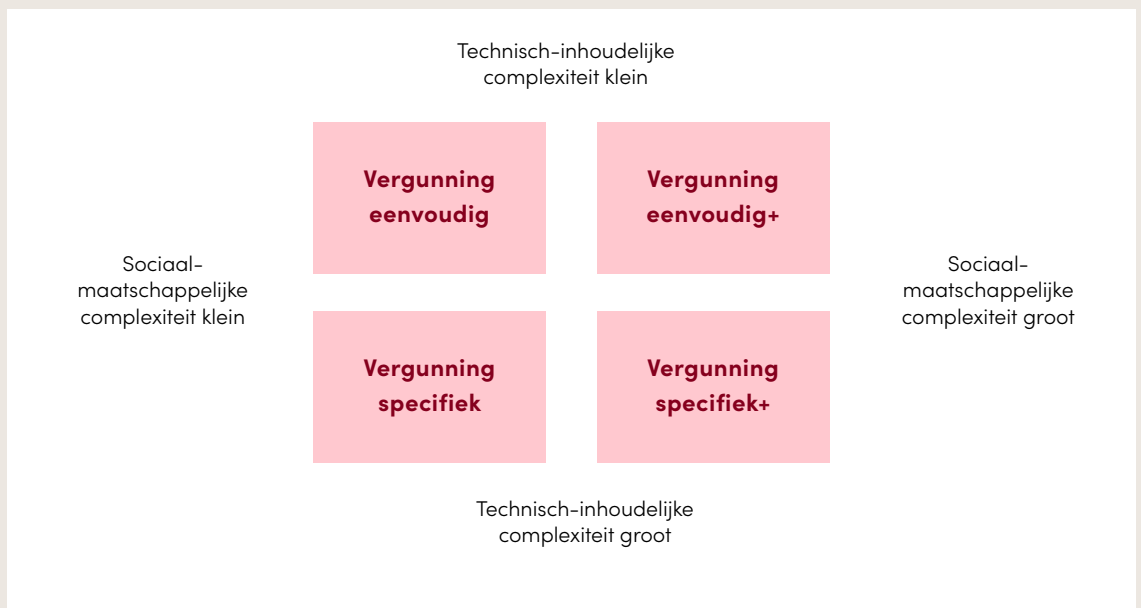 Technisch-inhoudelijke
complexiteit klein
Vergunning
eenvoudig
Vergunning
eenvoudig+
Sociaal-
maatschappelijke
complexiteit klein
Sociaal-
maatschappelijke
complexiteit groot
Vergunning
specifiek
Vergunning
specifiek+
Technisch-inhoudelijke
complexiteit groot